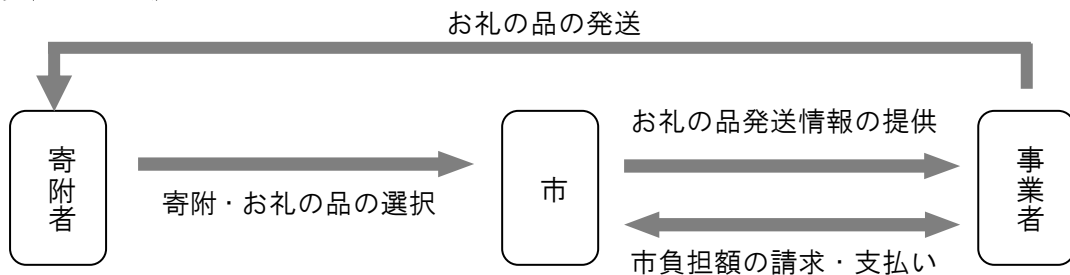 お礼の品の発送
寄附者
寄附・お礼の品の選択
市
お礼の品発送情報の提供
市負担額の請求・支払い
事業者